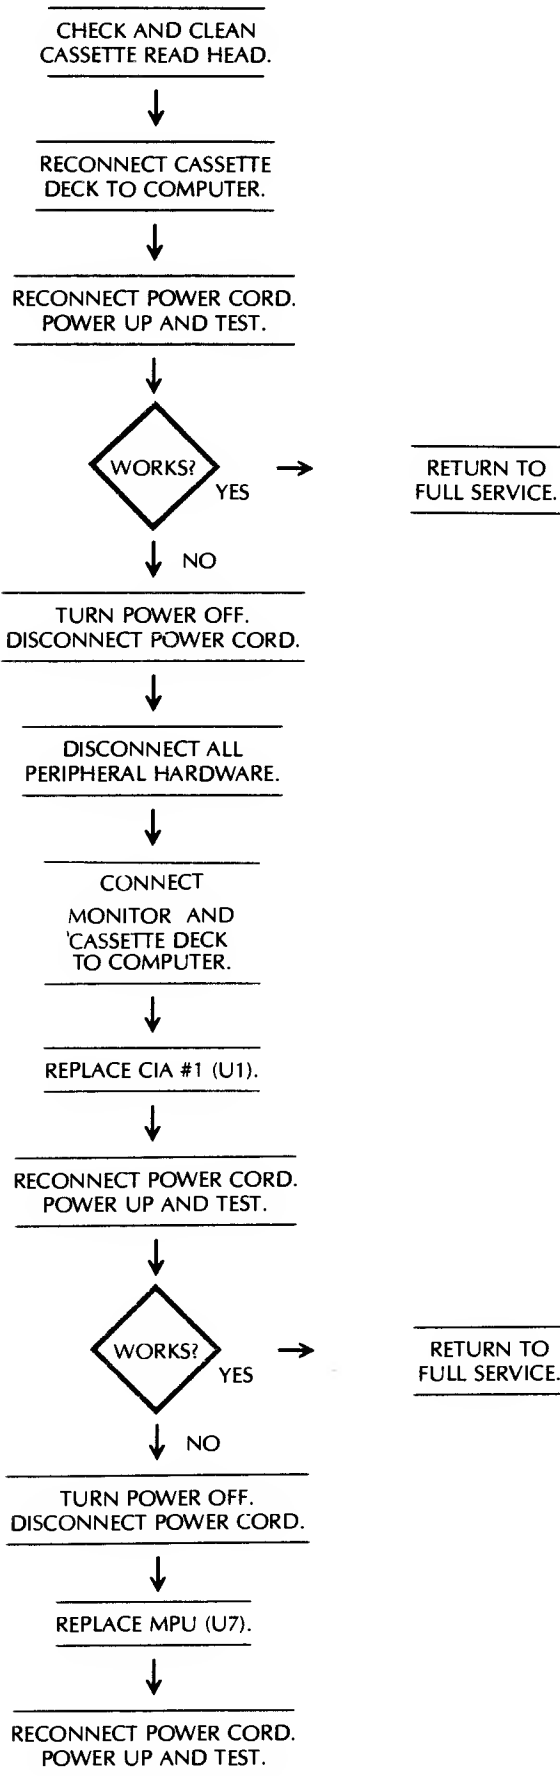 CHECK AND CLEAN
CASSETTE READ HEAD.
RECONNECT CASSETTE
DECK TO COMPUTER.
RECONNECT POWER CORD.
POWER UP AND TEST.
WORKS?
YES
RETURN TO
FULL SERVICE.
NO
TURN POWER OFF.
DISCONNECT POWER CORD.
DISCONNECT ALL
PERIPHERAL HARDWARE.
CONNECT
MONITOR AND
CASSETTE DECK
TO COMPUTER.
REPLACE CIA #1 (U1).
RECONNECT POWER CORD.
POWER UP AND TEST.
WORKS?
YES
RETURN TO
FULL SERVICE.
NO
TURN POWER OFF.
DISCONNECT POWER CORD.
REPLACE MPU (U7).
RECONNECT POWER CORD.
POWER UP AND TEST.